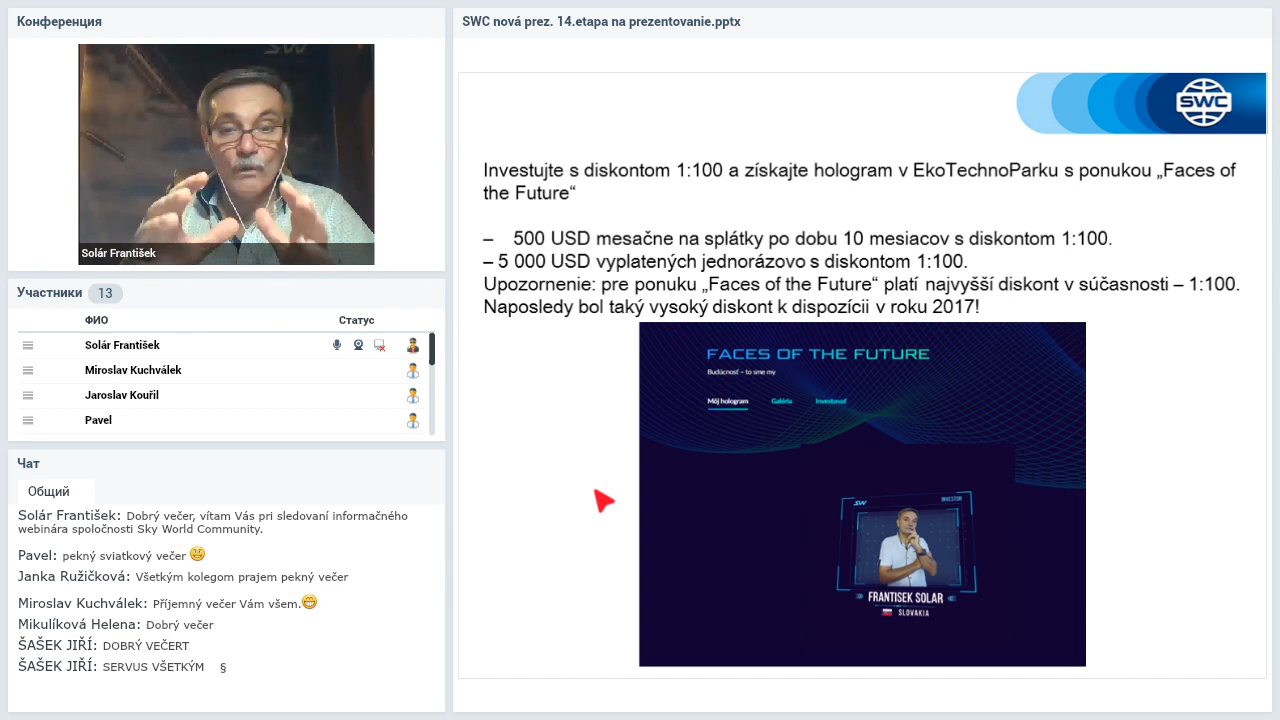 Конференция
Solár František
Участники 13
ФИО Статус
Solár František
Miroslav Kuchválek
Jaroslav Kouřil
Pavel
Чат
Общий
Solár František: Dobrý večer, vítam Vás pri sledovaní informačného
webinára spoločnosti Sky World Community.
Pavel: pekný sviatkový večer
Janka Ružičková: Všetkým kolegom prajem pekný večer
Miroslav Kuchválek: Příjemný večer Vám všem.
Mikulíková Helena: Dobrý večer
ŠAŠEK JIŘÍ: DOBRÝ VEČERT
ŠAŠEK JIŘÍ: SERVUS VŠETKÝM §
SWC nová prez. 14.etapa na prezentovanie.pptx
SWC
Investujte s diskontom 1:100 a získajte hologram v EkoTechnoParku s ponukou „Faces of
the Future“
– 500 USD mesačne na splátky po dobu 10 mesiacov s diskontom 1:100.
– 5 000 USD vyplatených jednorázovo s diskontom 1:100.
Upozornenie: pre ponuku „Faces of the Future“ platí najvyšší diskont v súčasnosti – 1:100.
Naposledy bol taký vysoký diskont k dispozícii v roku 2017!
FACES OF THE FUTURE
Budúcnosť – to sme my
Môj hologram Galéria Investovať
SW INVESTOR
FRANTISEK SOLAR
SLOVAKIA